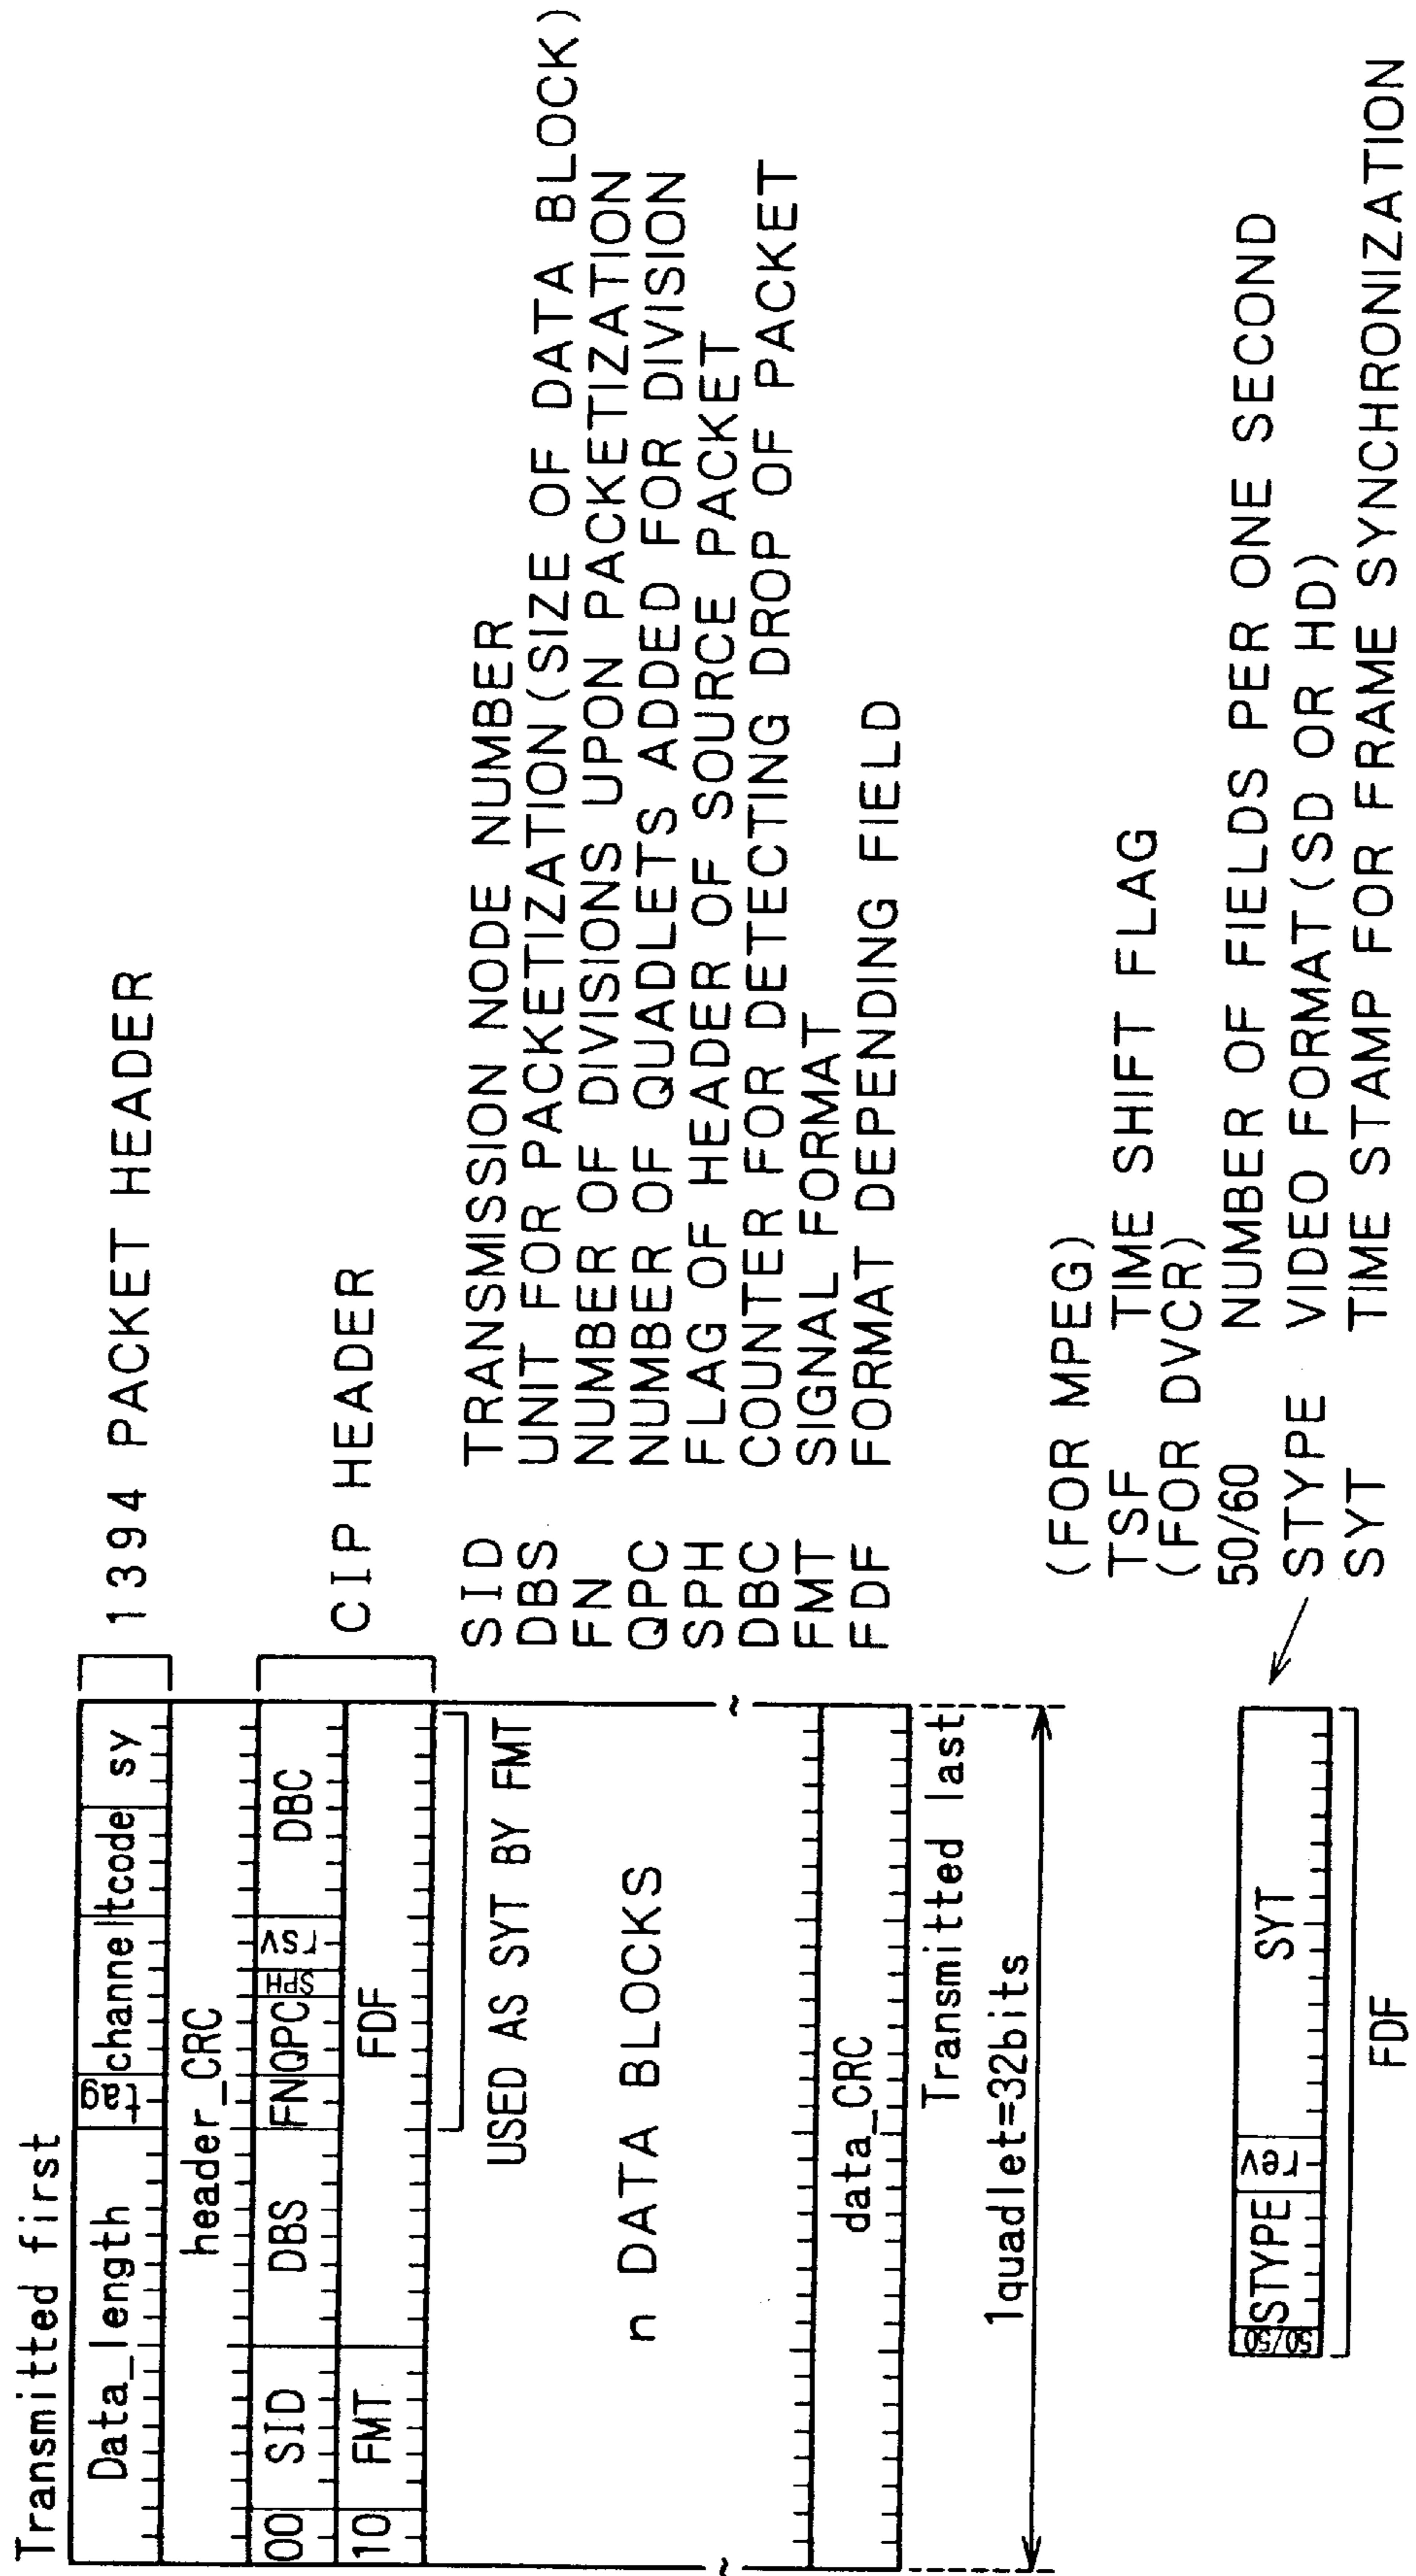 Transmitted first
Data_length tag channel tcode sy
1394 PACKET HEADER
header_CRC
00 SID DBS FN QPC SPH rsv DBC
CIP HEADER
10 FMT FDF
USED AS SYT BY FMT
n DATA BLOCKS
data_CRC
Transmitted last
1quadlet=32bits
SID TRANSMISSION NODE NUMBER
DBS UNIT FOR PACKETIZATION(SIZE OF DATA BLOCK)
FN NUMBER OF DIVISIONS UPON PACKETIZATION
QPC NUMBER OF QUADLETS ADDED FOR DIVISION
SPH FLAG OF HEADER OF SOURCE PACKET
DBC COUNTER FOR DETECTING DROP OF PACKET
FMT SIGNAL FORMAT
FDF FORMAT DEPENDING FIELD
(FOR MPEG)
TSF TIME SHIFT FLAG
(FOR DVCR)
50/60 NUMBER OF FIELDS PER ONE SECOND
STYPE VIDEO FORMAT(SD OR HD)
SYT TIME STAMP FOR FRAME SYNCHRONIZATION
50/50 STYPE rev SYT
FDF